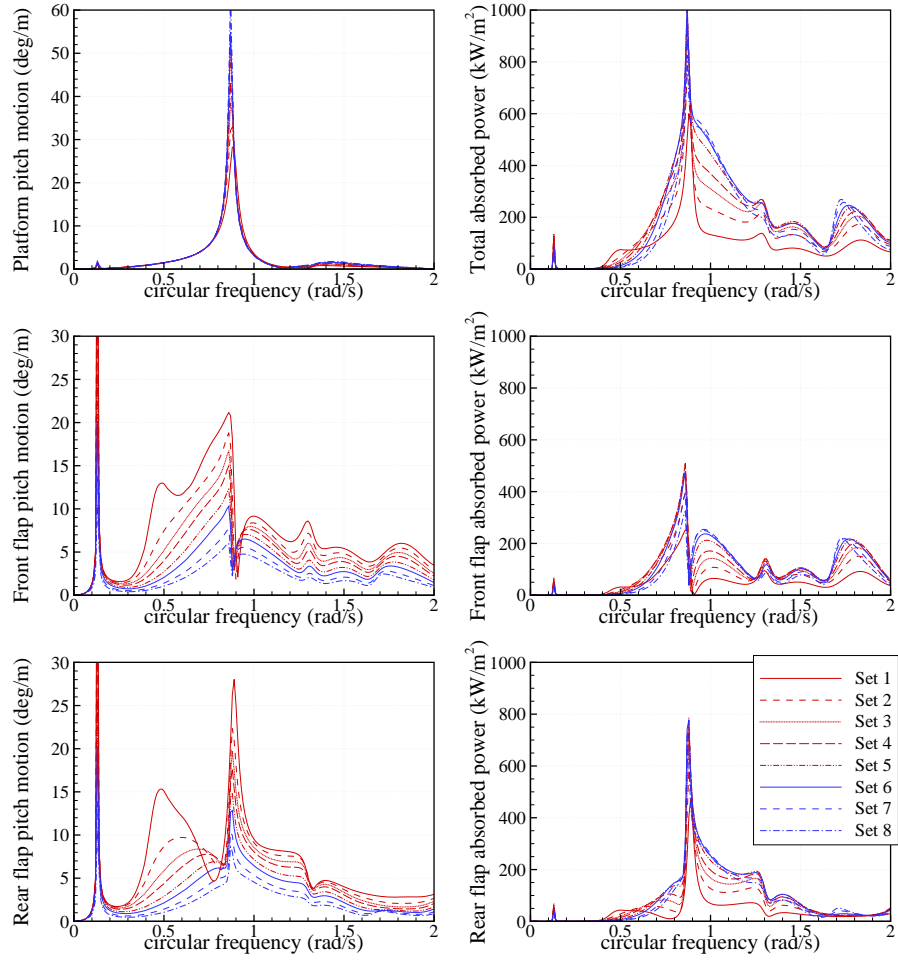 Platform pitch motion (deg/m)
60
50
40
30
20
10
0
0 0.5 1 1.5 2
circular frequency (rad/s)
Total absorbed power (kW/m²)
1000
800
600
400
200
0
0 0.5 1 1.5 2
circular frequency (rad/s)
Front flap pitch motion (deg/m)
30
25
20
15
10
5
0
0 0.5 1 1.5 2
circular frequency (rad/s)
Front flap absorbed power (kW/m²)
1000
800
600
400
200
0
0 0.5 1 1.5 2
circular frequency (rad/s)
Rear flap pitch motion (deg/m)
30
25
20
15
10
5
0
0 0.5 1 1.5 2
circular frequency (rad/s)
Rear flap absorbed power (kW/m²)
1000
800
600
400
200
0
0 0.5 1 1.5 2
circular frequency (rad/s)
Set 1
Set 2
Set 3
Set 4
Set 5
Set 6
Set 7
Set 8